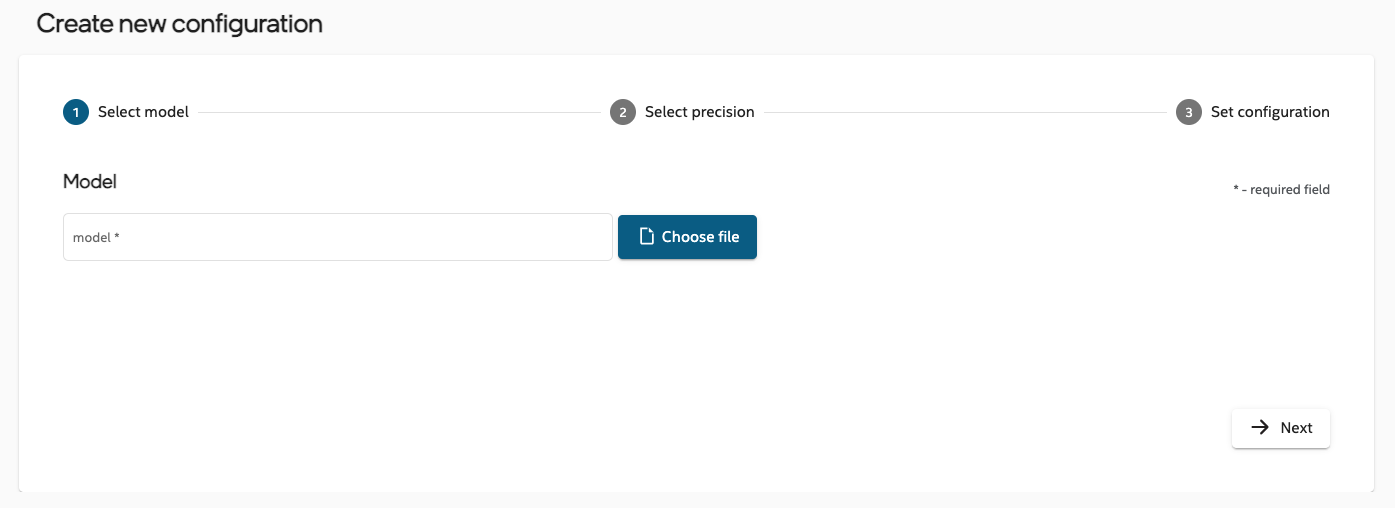 Create new configuration
1 Select model 2 Select precision 3 Set configuration
Model
* - required field
model *
Choose file
Next